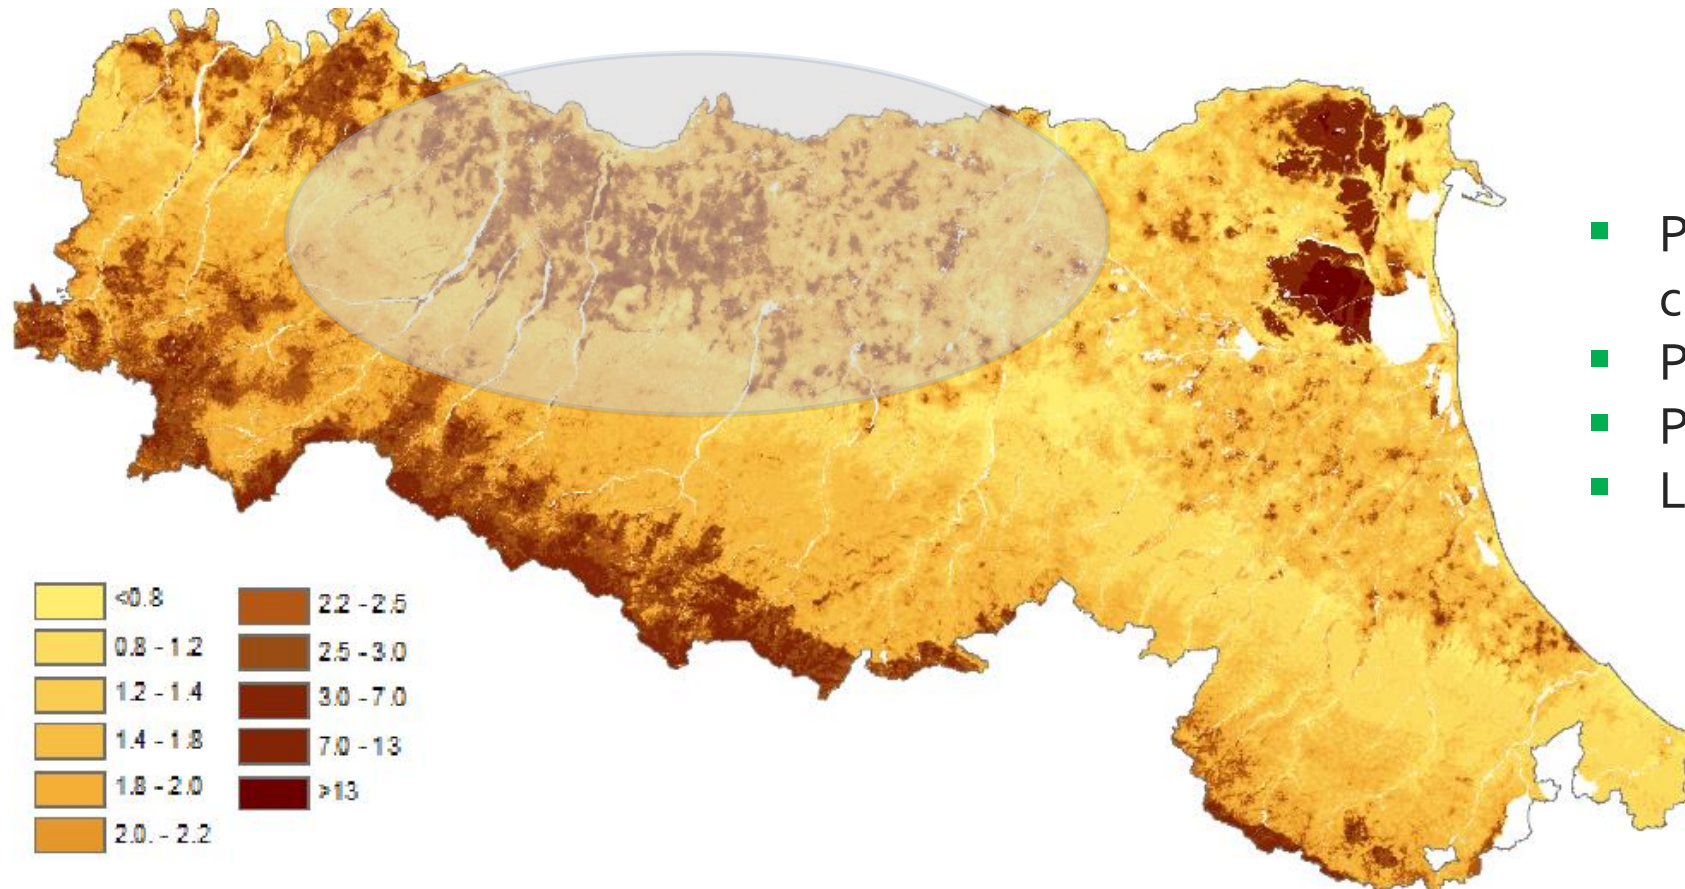 <0.8
0.8 - 1.2
1.2 - 1.4
1.4 - 1.8
1.8 - 2.0
2.0. - 2.2
2.2 - 2.5
2.5 - 3.0
3.0 - 7.0
7.0 - 13
>13
▪ P
c
▪ P
▪ P
▪ L